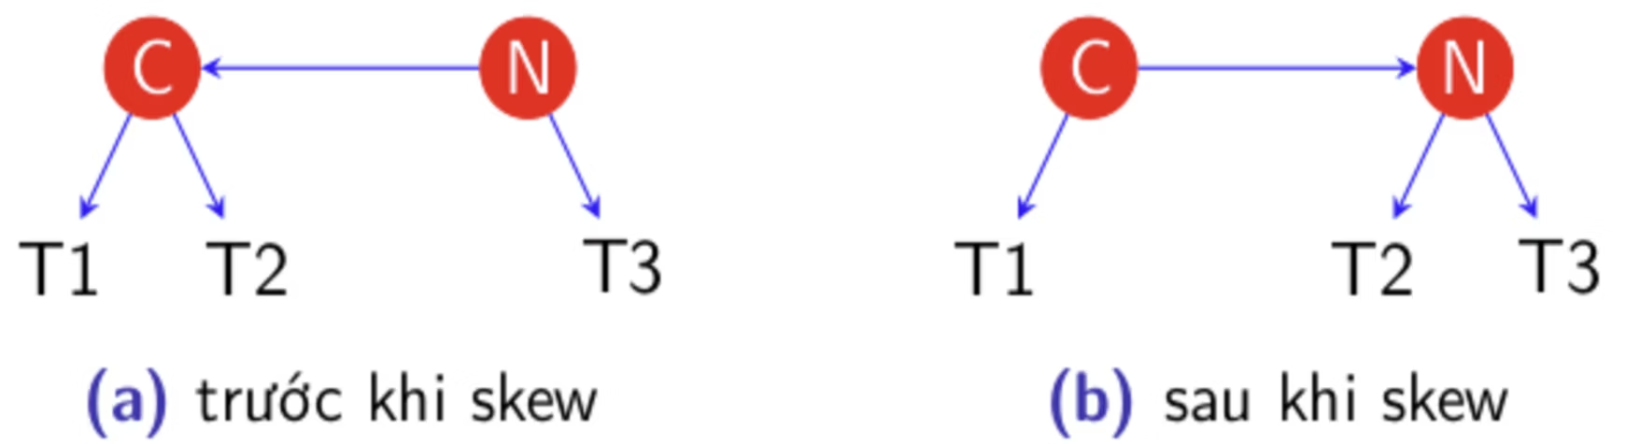 C N C N
T1 T2 T3 T1 T2 T3
(a) trước khi skew (b) sau khi skew